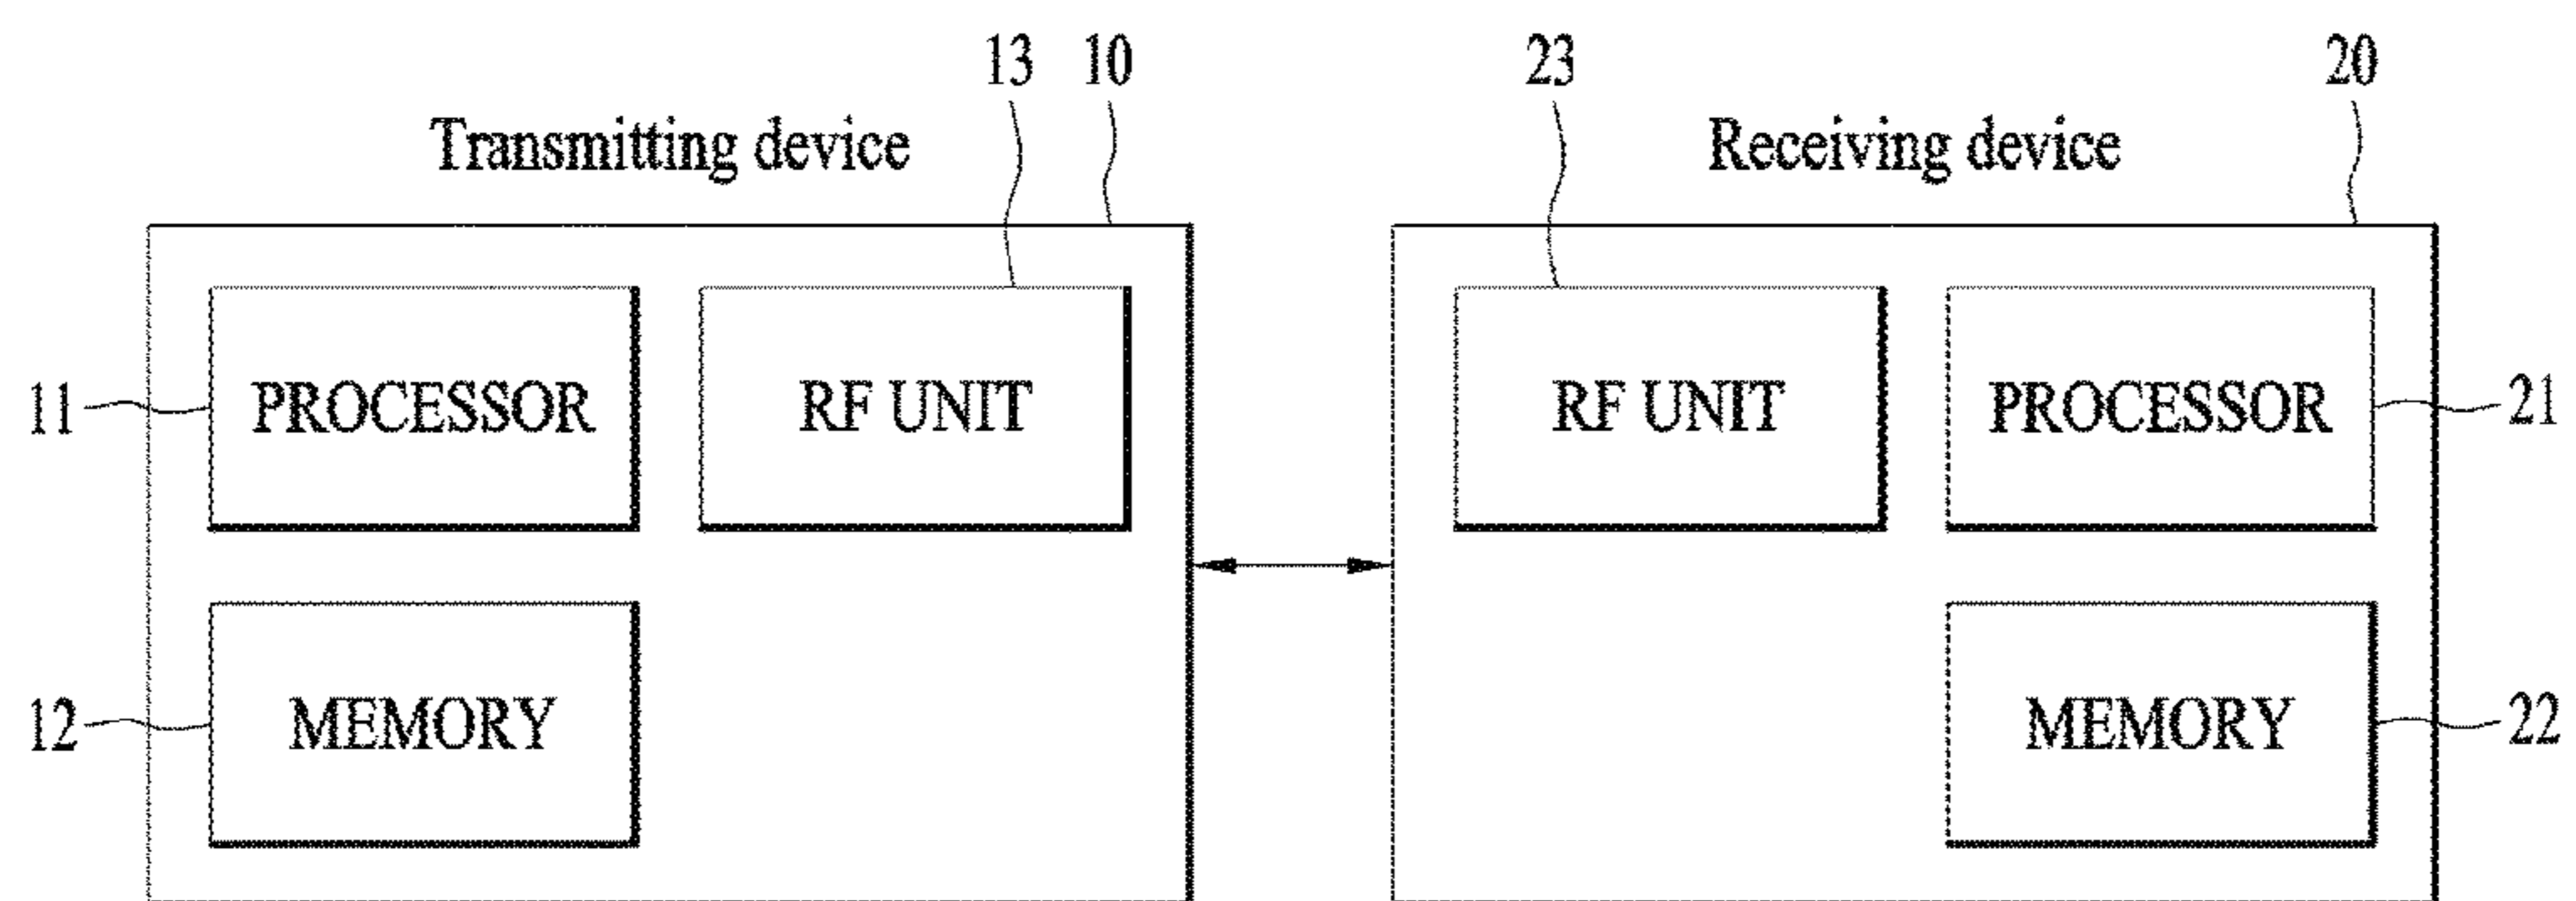 13 10 23 20
Transmitting device Receiving device
11 PROCESSOR RF UNIT RF UNIT PROCESSOR 21
12 MEMORY MEMORY 22